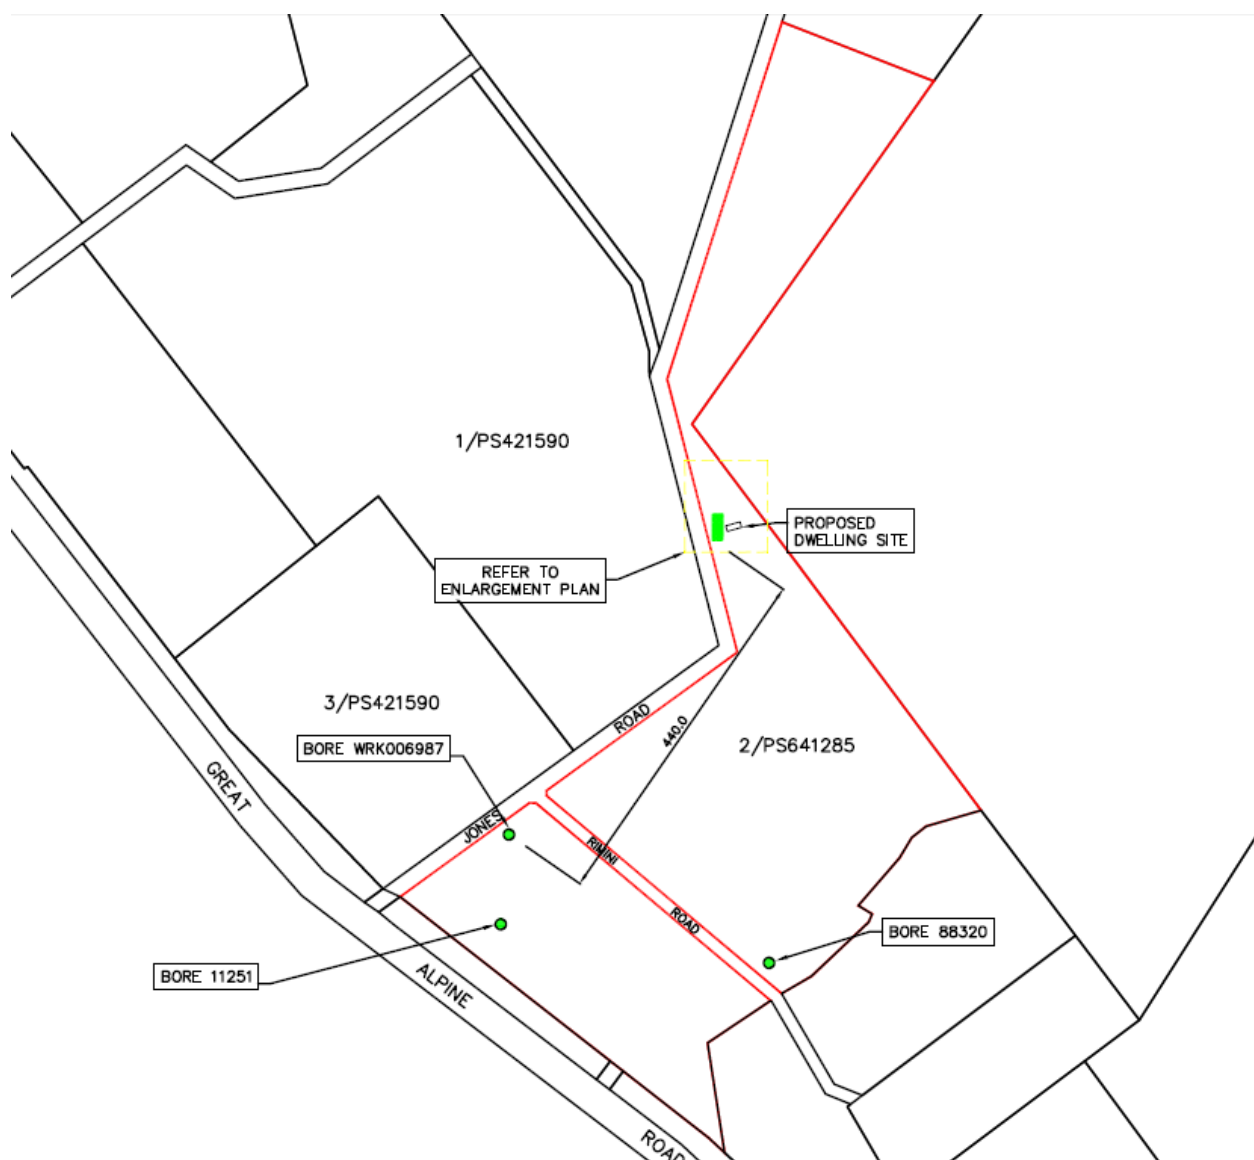 1/PS421590
PROPOSED
DWELLING SITE
REFER TO
ENLARGEMENT PLAN
3/PS421590
ROAD
440.0
2/PS641285
BORE WRK006987
GREAT
JONES
RIMINI
ROAD
BORE 88320
BORE 11251
ALPINE
ROAD